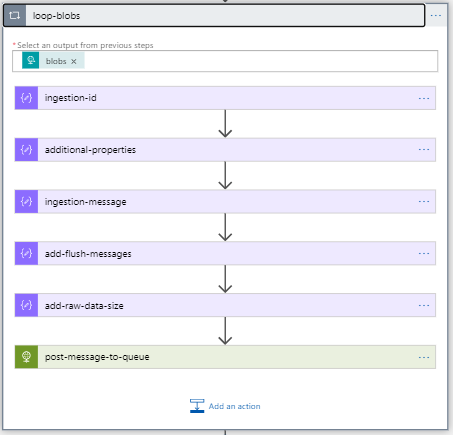 loop-blobs
*Select an output from previous steps
blobs ×
ingestion-id
additional-properties
ingestion-message
add-flush-messages
add-raw-data-size
post-message-to-queue
Add an action